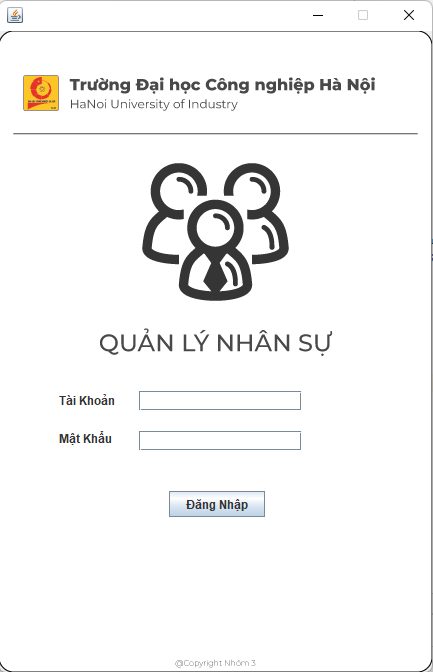 Trường Đại học Công nghiệp Hà Nội
HaNoi University of Industry
QUẢN LÝ NHÂN SỰ
Tài Khoản
Mật Khẩu
Đăng Nhập
@Copyright Nhóm 3